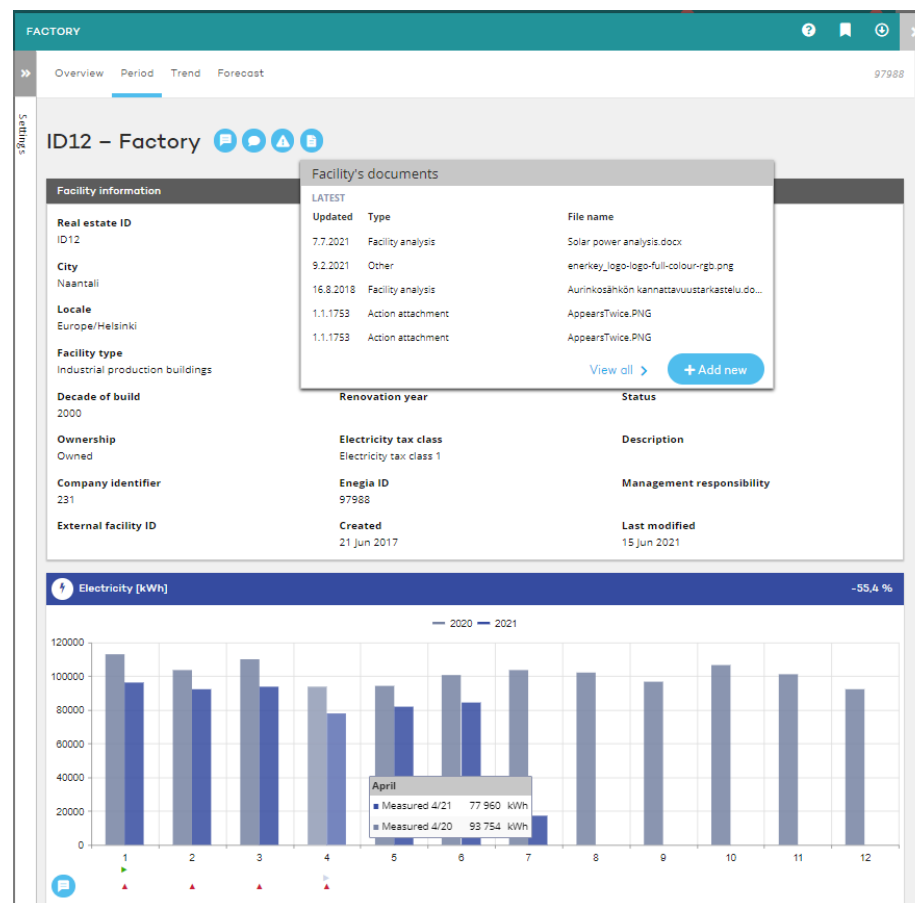 FACTORY
Overview Period Trend Forecast 97988
Settings
ID12 – Factory
Facility information
Real estate ID
ID12
City
Naantali
Locale
Europe/Helsinki
Facility type
Industrial production buildings
Facility's documents
LATEST
Updated Type File name
7.7.2021 Facility analysis Solar power analysis.docx
9.2.2021 Other enerkey_logo-logo-full-colour-rgb.png
16.8.2018 Facility analysis Aurinkosähkön kannattavuustarkastelu.do...
1.1.1753 Action attachment AppearsTwice.PNG
1.1.1753 Action attachment AppearsTwice.PNG
View all + Add new
Decade of build Renovation year Status
2000
Ownership Electricity tax class Description
Owned Electricity tax class 1
Company identifier Enegia ID Management responsibility
231 97988
External facility ID Created Last modified
21 Jun 2017 15 Jun 2021
Electricity [kWh] -55,4 %
2020 2021
120000
100000
80000
60000
40000
20000
0
April
Measured 4/21 77 960 kWh
Measured 4/20 93 754 kWh
1 2 3 4 5 6 7 8 9 10 11 12